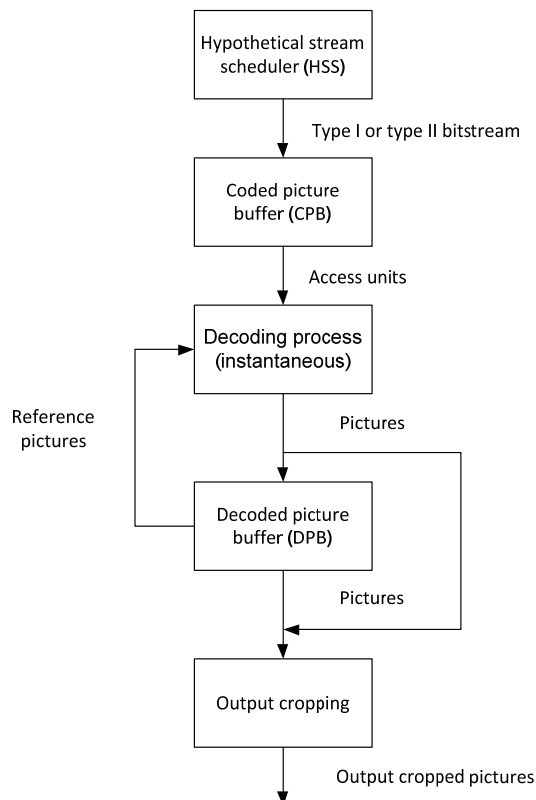 Hypothetical stream
scheduler (HSS)
Type I or type II bitstream
Coded picture
buffer (CPB)
Access units
Decoding process
(instantaneous)
Reference
pictures
Pictures
Decoded picture
buffer (DPB)
Pictures
Output cropping
Output cropped pictures